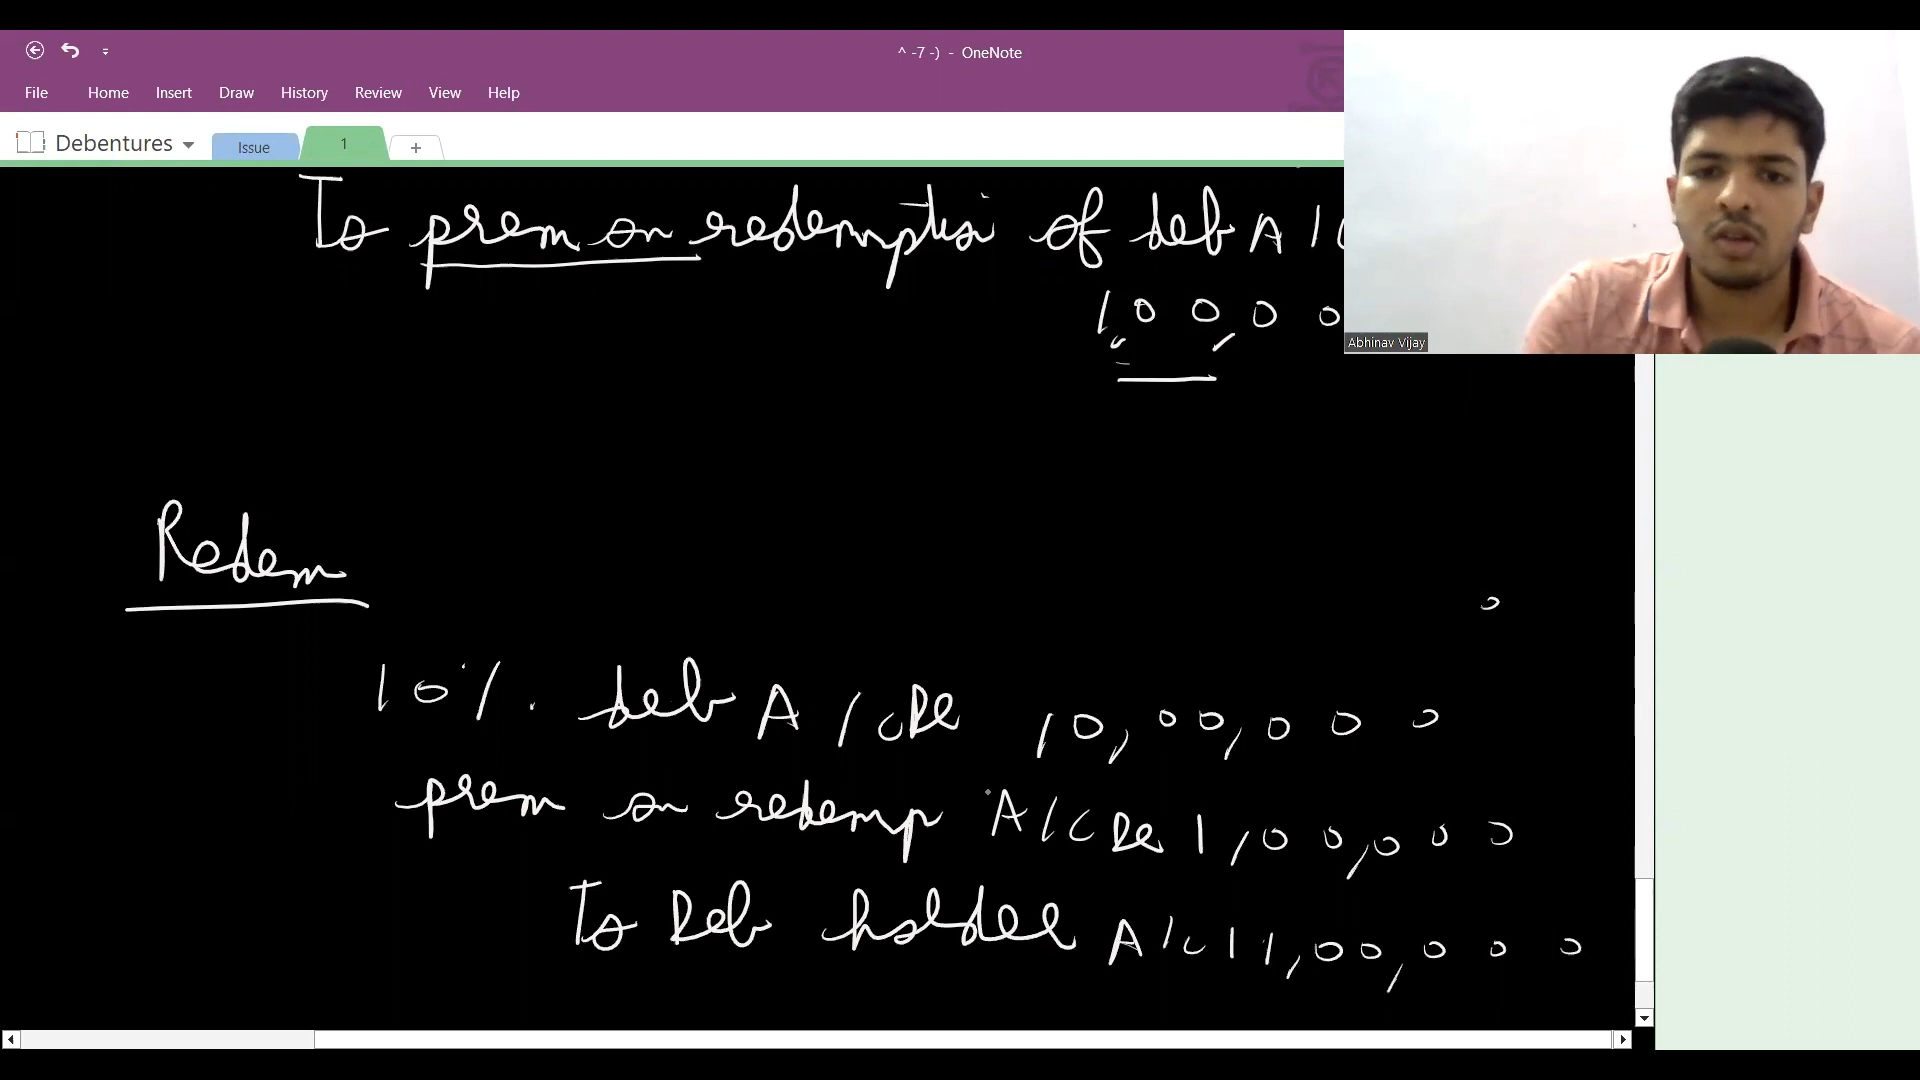 ^ -7 -) - OneNote
File Home Insert Draw History Review View Help
Debentures Issue 1 +
To prem on redemption of deb A/C
100,00
Abhinav Vijay
Redem
10%. deb A/c Dr 10,00,000
prem on redemp A/C Dr 1,00,000
To Deb holder A/c 11,00,000